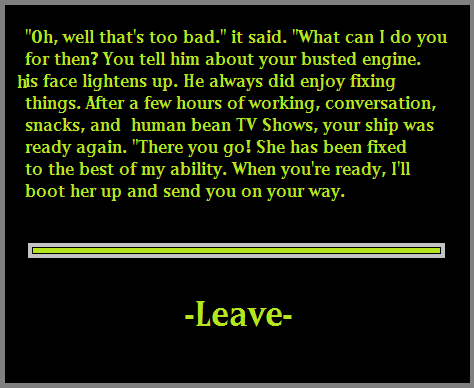 "Oh, well that's too bad." it said. "What can I do you
for then? You tell him about your busted engine.
his face lightens up. He always did enjoy fixing
things. After a few hours of working, conversation,
snacks, and  human bean TV Shows, your ship was
ready again. "There you go! She has been fixed
to the best of my ability. When you're ready, I'll
boot her up and send you on your way.
-Leave-